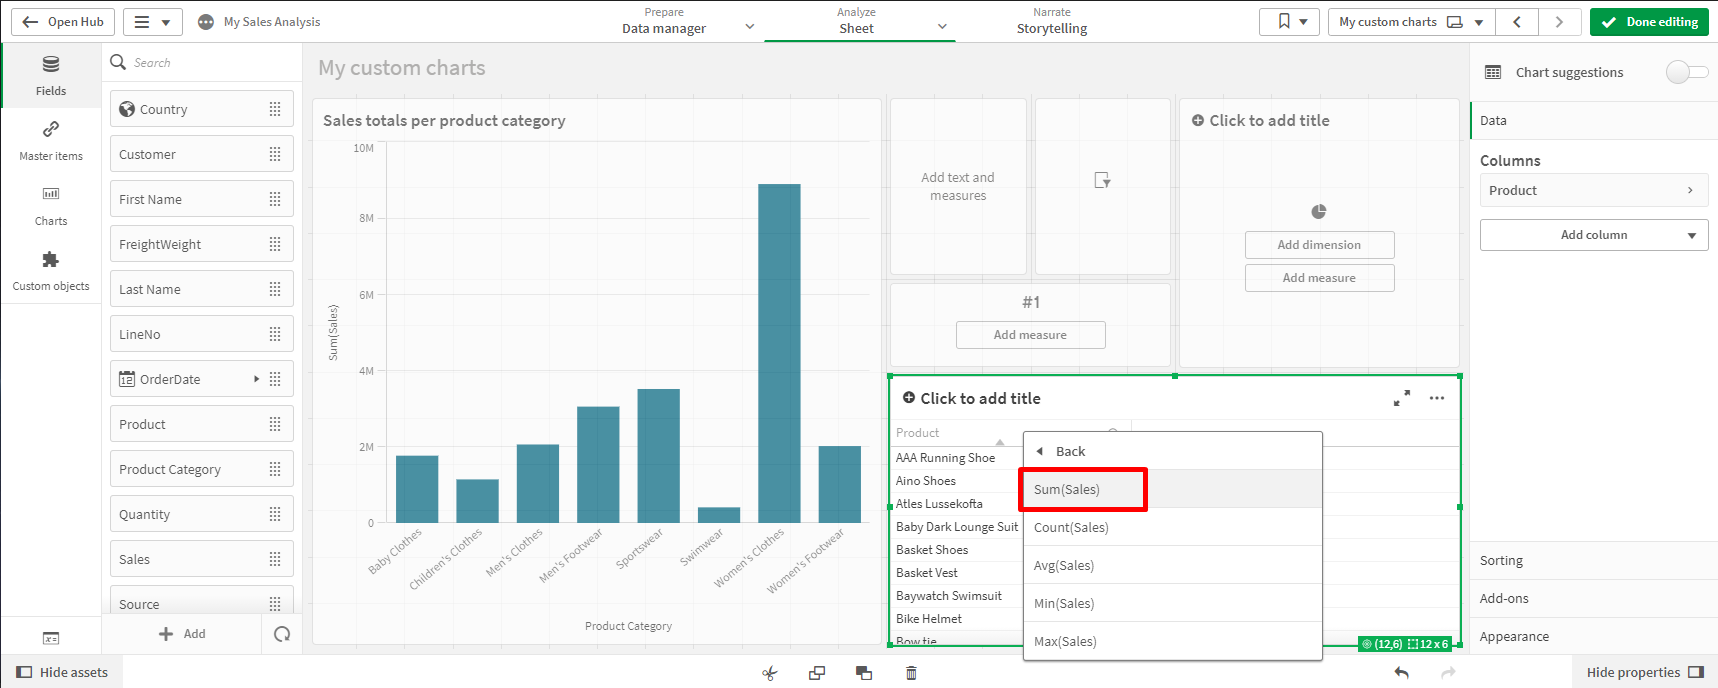 Open Hub
My Sales Analysis
Prepare
Data manager
Analyze
Sheet
Narrate
Storytelling
My custom charts
Done editing
Fields
Master items
Charts
Custom objects
Search
Country
Customer
First Name
FreightWeight
Last Name
LineNo
12 OrderDate
Product
Product Category
Quantity
Sales
Source
Add
My custom charts
Sales totals per product category
Sum(Sales)
10M
8M
6M
4M
2M
0
Baby Clothes
Children's Clothes
Men's Clothes
Men's Footwear
Sportswear
Swimwear
Women's Clothes
Women's Footwear
Product Category
Add text and
measures
#1
Add measure
Click to add title
Add dimension
Add measure
Click to add title
Product
AAA Running Shoe
Aino Shoes
Atles Lussekofta
Baby Dark Lounge Suit
Basket Shoes
Basket Vest
Baywatch Swimsuit
Bike Helmet
Bow tie
Back
Sum(Sales)
Count(Sales)
Avg(Sales)
Min(Sales)
Max(Sales)
(12,6) 12 x 6
Chart suggestions
Data
Columns
Product
Add column
Sorting
Add-ons
Appearance
Hide assets
Hide properties